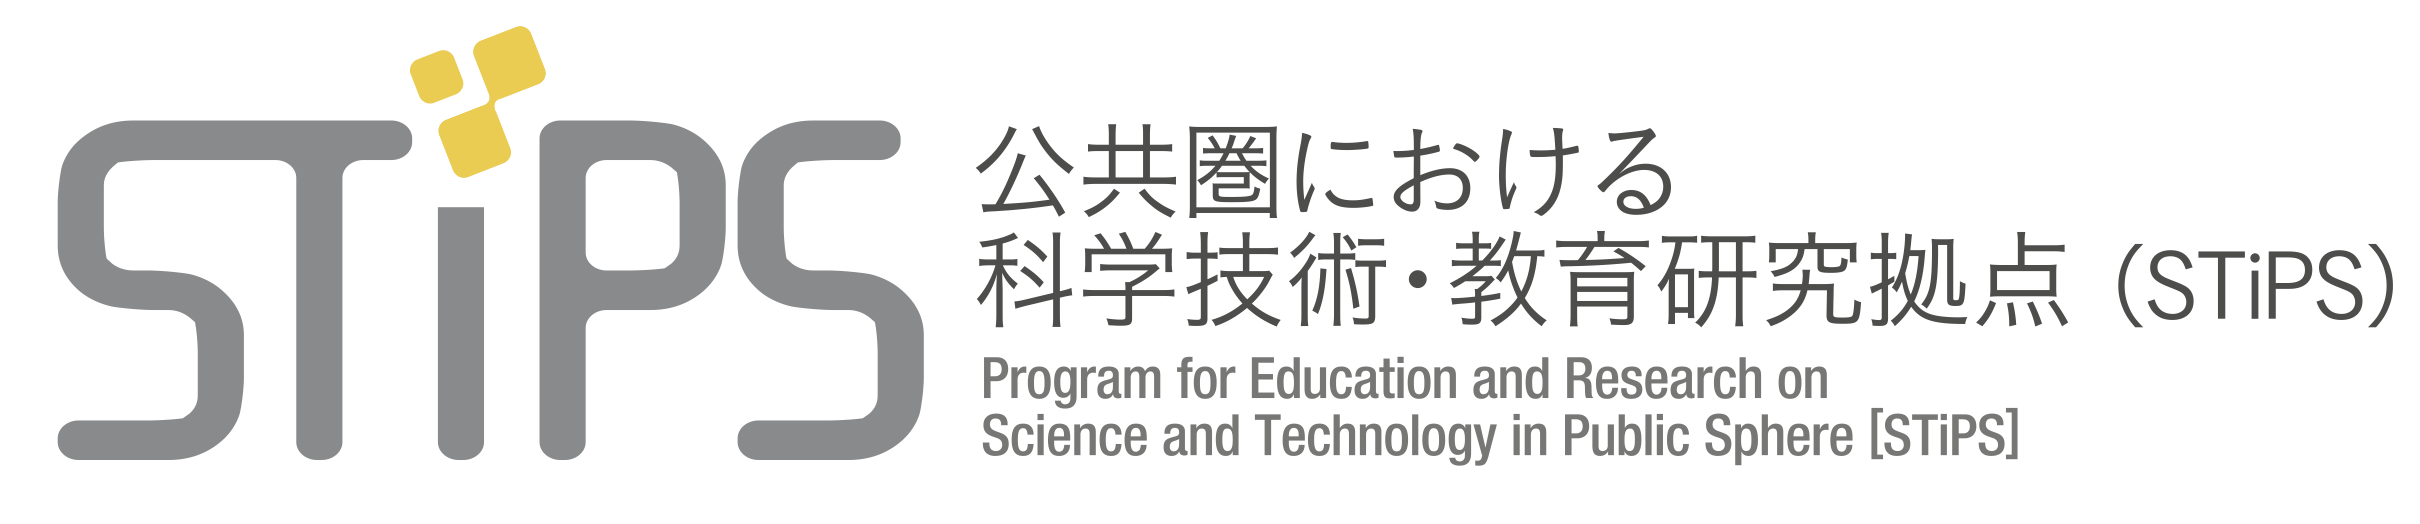 STiPS
公共圏における
科学技術・教育研究拠点（STiPS）
Program for Education and Research on
Science and Technology in Public Sphere [STiPS]